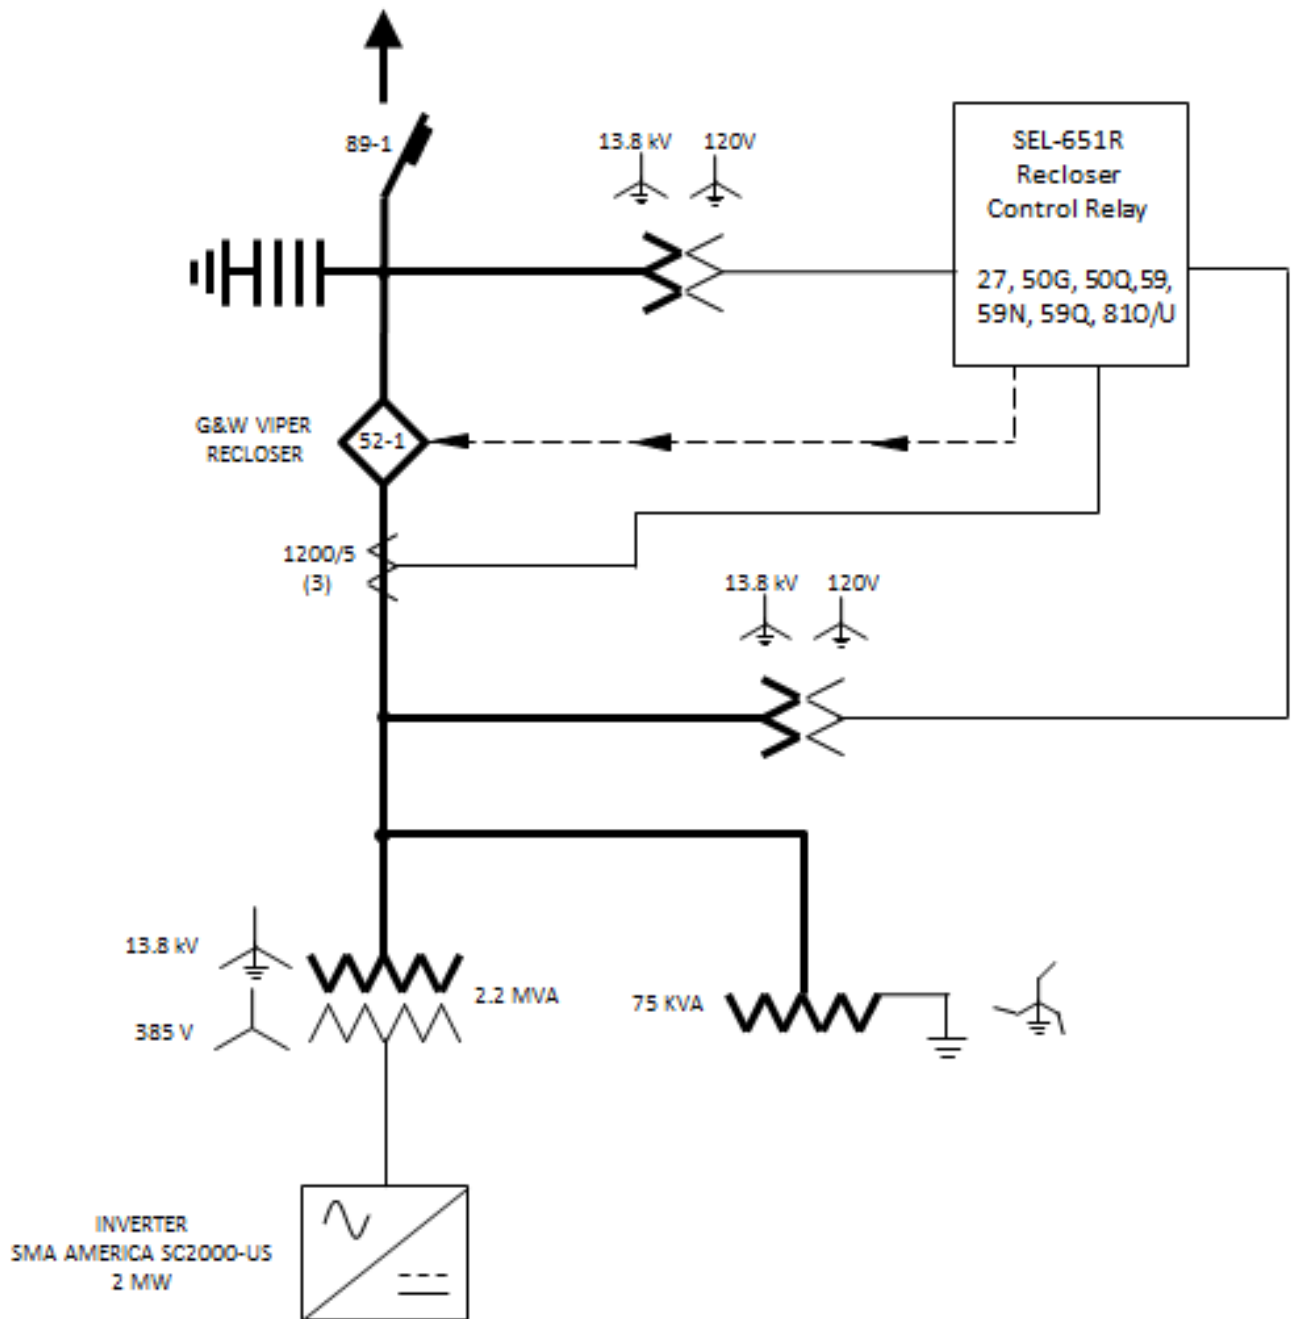 89-1
13.8 kV
120V
SEL-651R
Recloser
Control Relay
27, 50G, 50Q,59,
59N, 59Q, 81O/U
G&W VIPER
RECLOSER
52-1
1200/5
(3)
13.8 kV
120V
13.8 kV
385 V
2.2 MVA
75 KVA
INVERTER
SMA AMERICA SC2000-US
2 MW